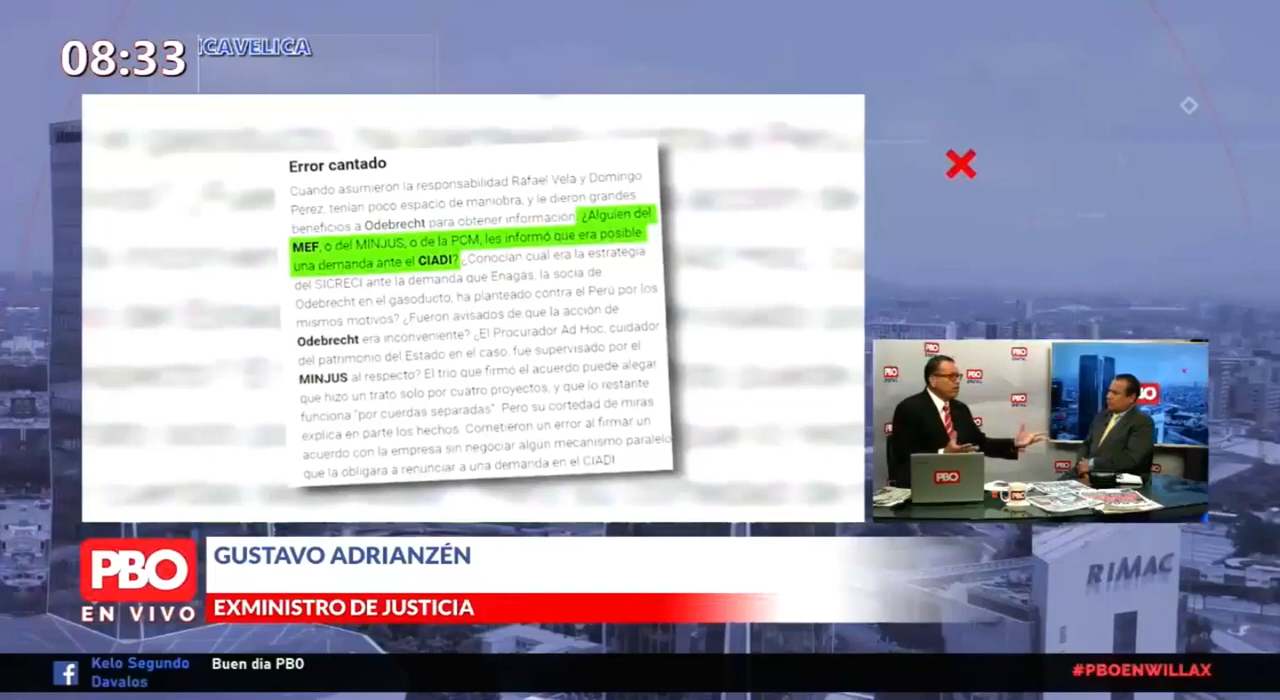 08:33
ICAVELICA
Error cantado
Cuando asumieron la responsabilidad Rafael Vela y Domingo
Perez, tenían poco espacio de maniobra, y le dieron grandes
beneficios a Odebrecht para obtener información. ¿Alguien del
MEF, o del MINJUS, o de la PCM, les informó que era posible
una demanda ante el CIADI? ¿Conocían cuál era la estrategia
del SICRECI ante la demanda que Enagas, la socia de
Odebrecht en el gasoducto, ha planteado contra el Perú por los
mismos motivos? ¿Fueron avisados de que la acción de
Odebrecht era inconveniente? ¿El Procurador Ad Hoc, cuidador
del patrimonio del Estado en el caso, fue supervisado por el
MINJUS al respecto? El trío que firmó el acuerdo puede alegar
que hizo un trato solo por cuatro proyectos, y que lo restante
funciona "por cuerdas separadas". Pero su cortedad de miras
explica en parte los hechos. Cometieron un error al firmar un
acuerdo con la empresa sin negociar algún mecanismo paralelo
que la obligara a renunciar a una demanda en el CIADI
PBO
PBO
PBO
PBO
PBO
PBO
PBO
PBO
EN VIVO
GUSTAVO ADRIANZÉN
EXMINISTRO DE JUSTICIA
RIMAC
Kelo Segundo Davalos
Buen dia PBO
#PBOENWILLAX